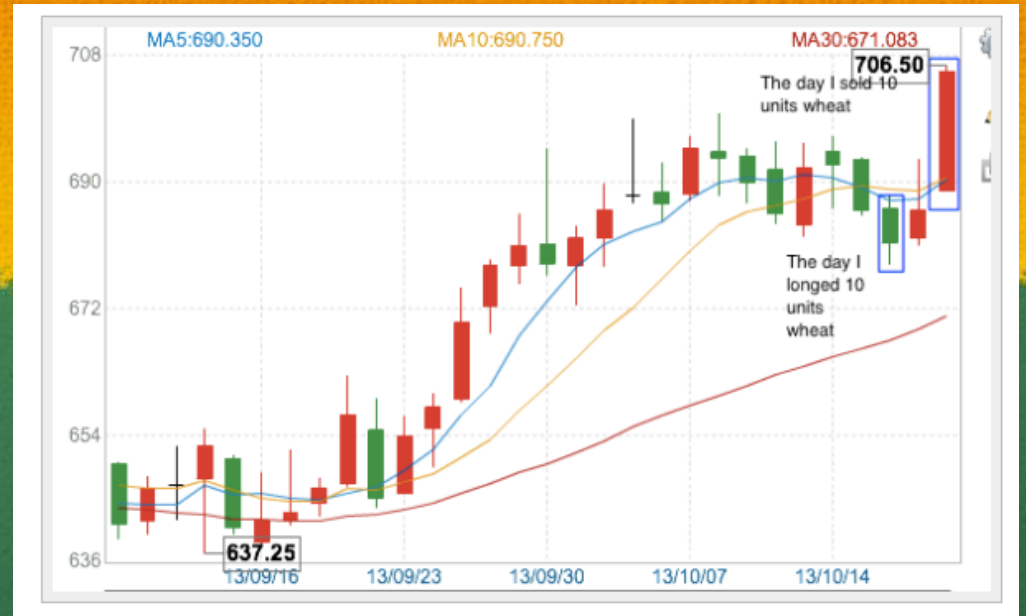 MA5:690.350 MA10:690.750 MA30:671.083
708
706.50
The day I sold 10
units wheat
690
The day I
longed 10
units
wheat
672
654
637.25
636
13/09/16 13/09/23 13/09/30 13/10/07 13/10/14